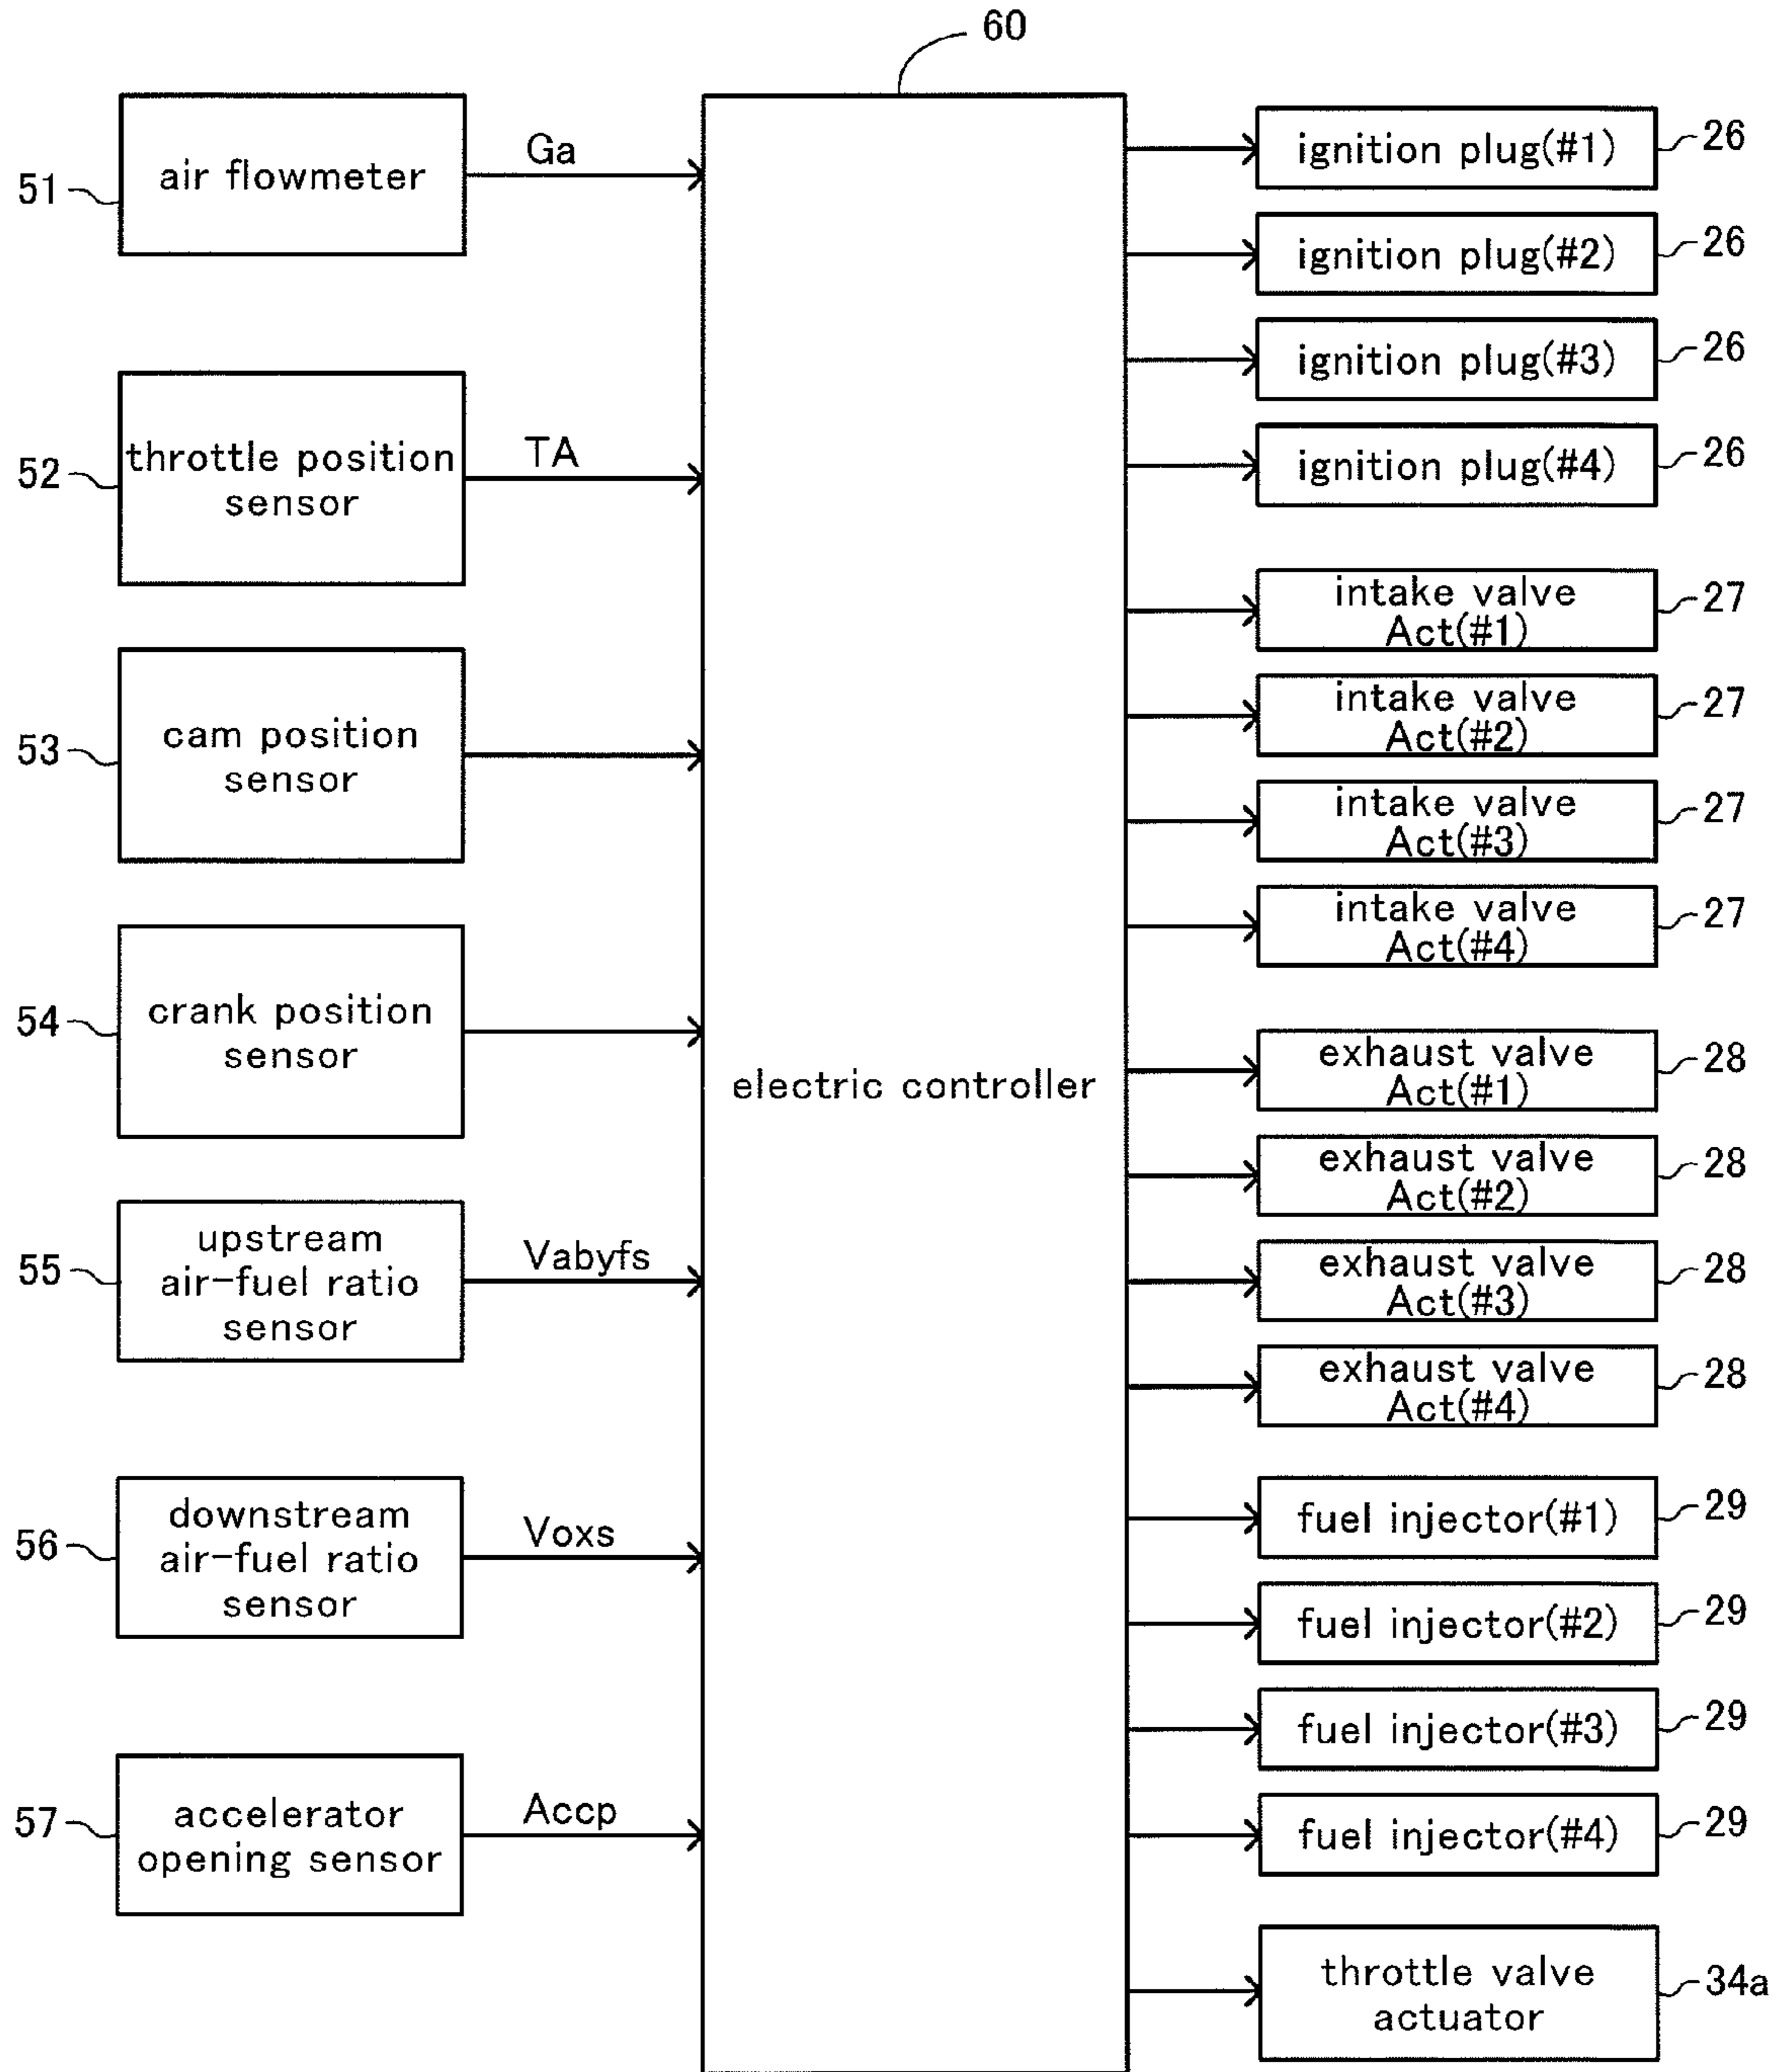 60
51
air flowmeter
Ga
52
throttle position
sensor
TA
53
cam position
sensor
54
crank position
sensor
55
upstream
air-fuel ratio
sensor
Vabyfs
56
downstream
air-fuel ratio
sensor
Voxs
57
accelerator
opening sensor
Accp
electric controller
ignition plug(#1)
26
ignition plug(#2)
26
ignition plug(#3)
26
ignition plug(#4)
26
intake valve
Act(#1)
27
intake valve
Act(#2)
27
intake valve
Act(#3)
27
intake valve
Act(#4)
27
exhaust valve
Act(#1)
28
exhaust valve
Act(#2)
28
exhaust valve
Act(#3)
28
exhaust valve
Act(#4)
28
fuel injector(#1)
29
fuel injector(#2)
29
fuel injector(#3)
29
fuel injector(#4)
29
throttle valve
actuator
34a